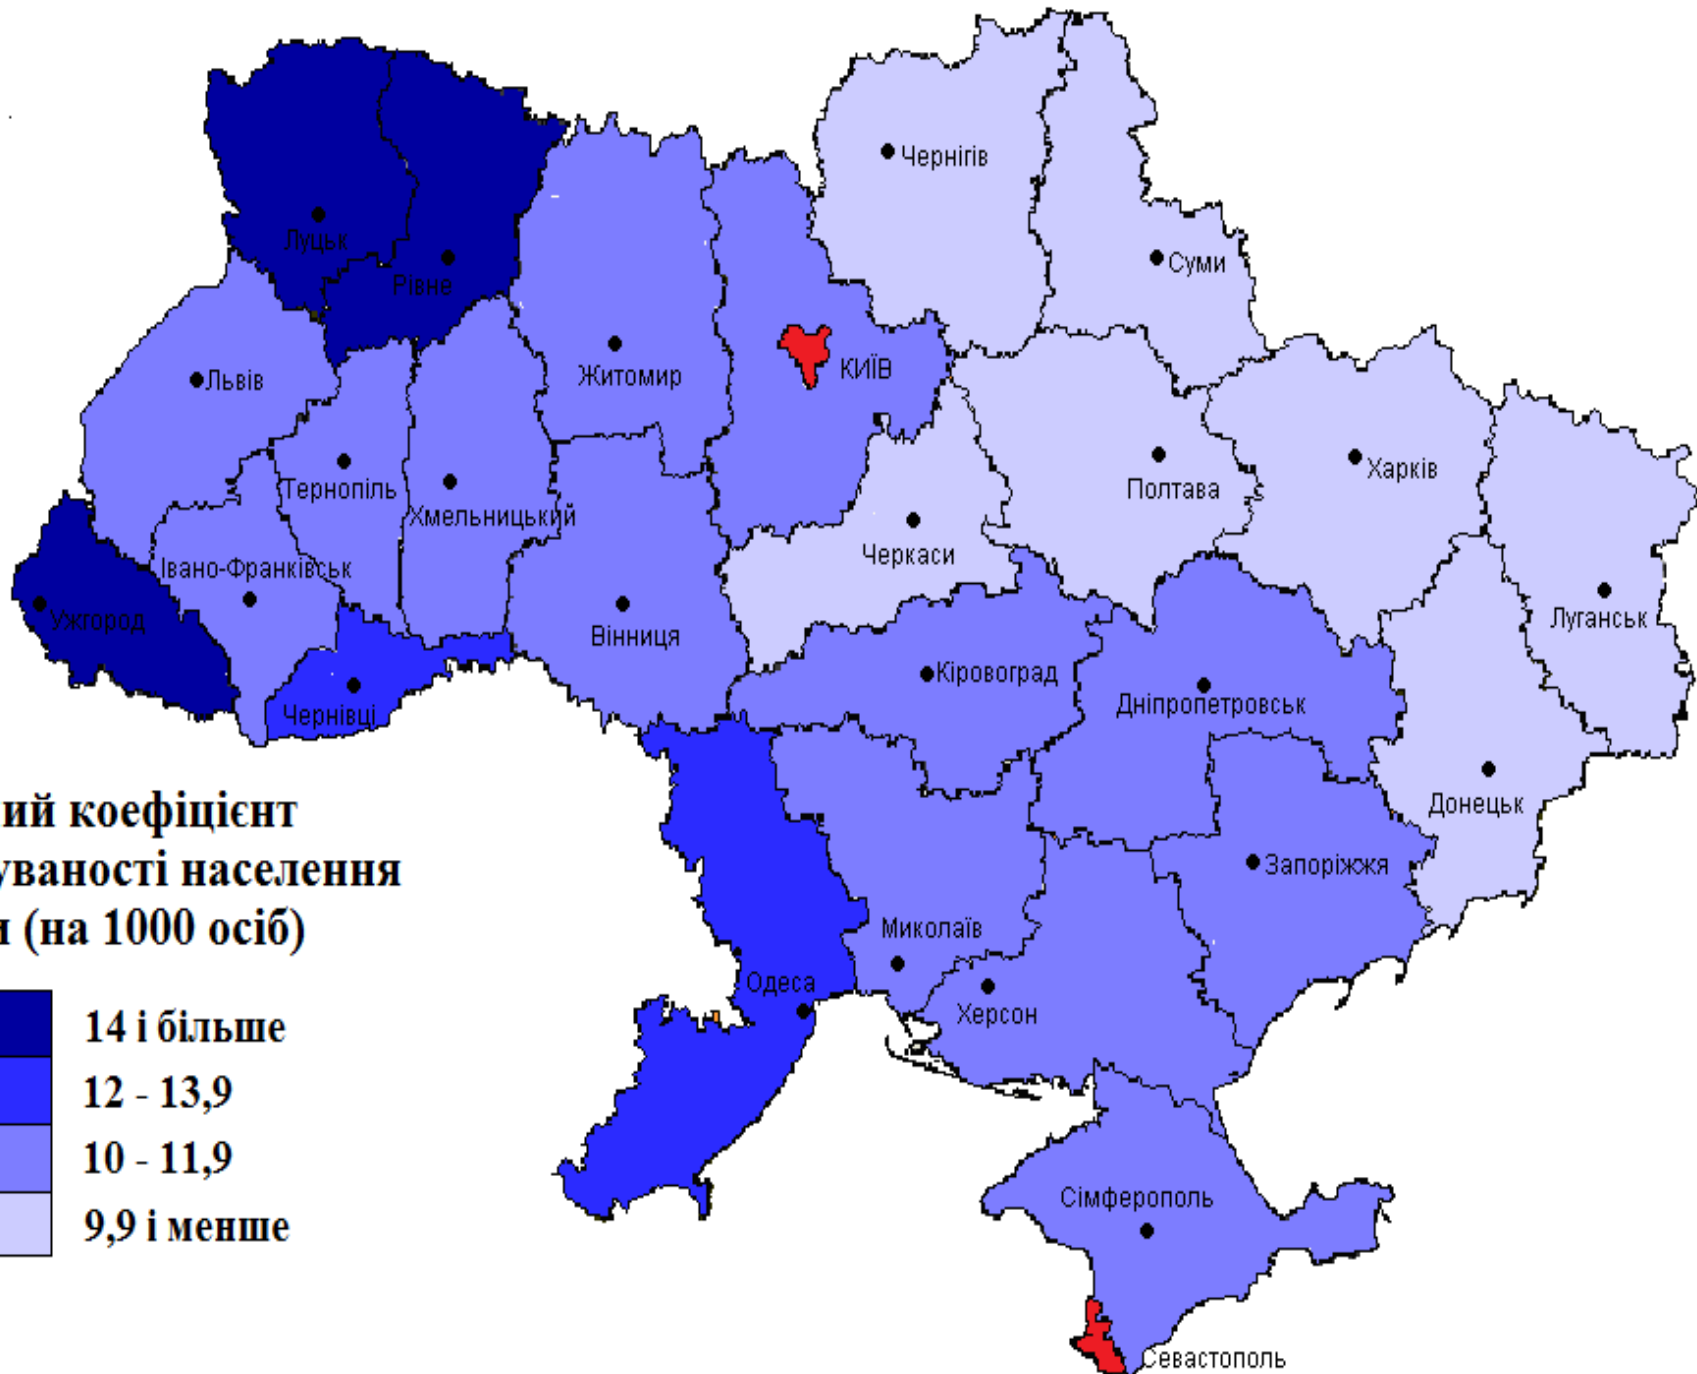 Чернігів
Луцьк
Суми
Рівне
Львів
Житомир
КИЇВ
Тернопіль
Хмельницький
Полтава
Харків
Черкаси
Івано-Франківськ
Ужгород
Вінниця
Луганськ
Чернівці
Кіровоград
Дніпропетровськ
Донецьк
Запоріжжя
Миколаїв
Одеса
Херсон
Сімферополь
Севастополь
ий коефіцієнт
уваності населення
и (на 1000 осіб)
14 і більше
12 - 13,9
10 - 11,9
9,9 і менше